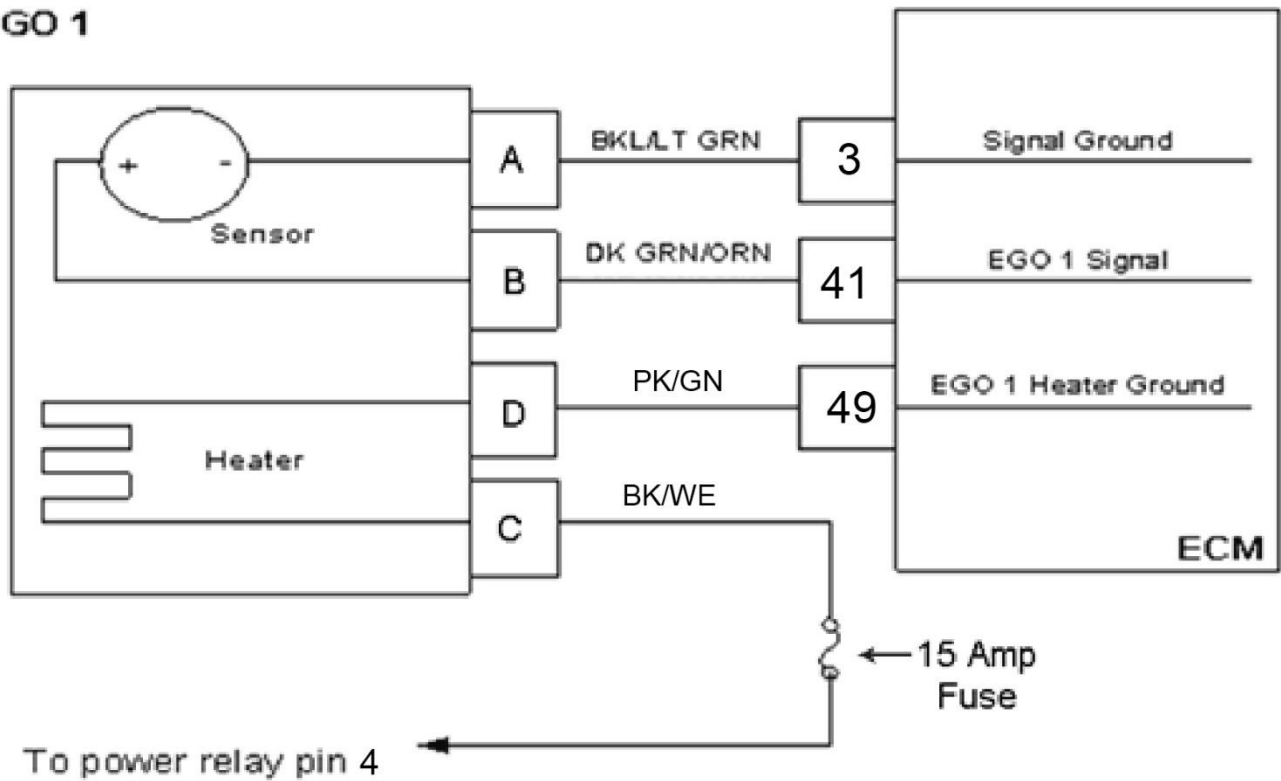 GO 1
+ -
Sensor
A
BKL/LT GRN
3
Signal Ground
B
DK GRN/ORN
41
EGO 1 Signal
D
PK/GN
49
EGO 1 Heater Ground
Heater
C
BK/WE
ECM
15 Amp
Fuse
To power relay pin 4